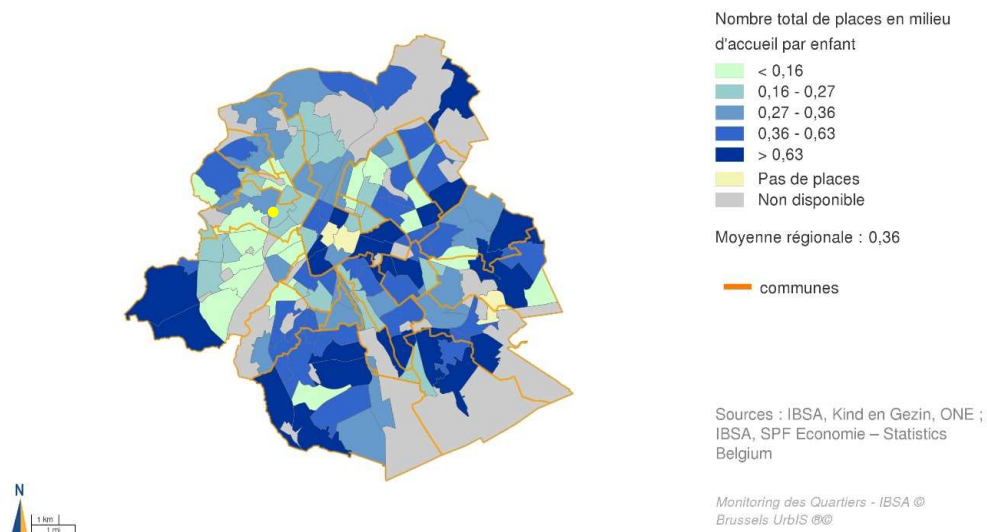 Nombre total de places en milieu
d'accueil par enfant
< 0,16
0,16 - 0,27
0,27 - 0,36
0,36 - 0,63
> 0,63
Pas de places
Non disponible
Moyenne régionale : 0,36
communes
Sources : IBSA, Kind en Gezin, ONE ;
IBSA, SPF Economie – Statistics
Belgium
N
1 km
1 mi
Monitoring des Quartiers - IBSA ©
Brussels UrbIS ®©